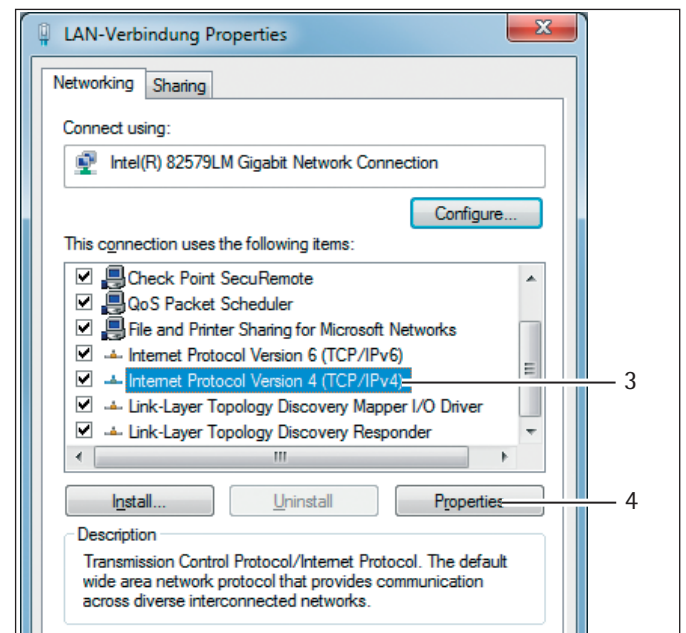 LAN-Verbindung Properties
Networking Sharing
Connect using:
Intel(R) 82579LM Gigabit Network Connection
Configure...
This connection uses the following items:
Check Point SecuRemote
QoS Packet Scheduler
File and Printer Sharing for Microsoft Networks
Internet Protocol Version 6 (TCP/IPv6)
Internet Protocol Version 4 (TCP/IPv4) 3
Link-Layer Topology Discovery Mapper I/O Driver
Link-Layer Topology Discovery Responder
Install... Uninstall Properties 4
Description
Transmission Control Protocol/Internet Protocol. The default
wide area network protocol that provides communication
across diverse interconnected networks.